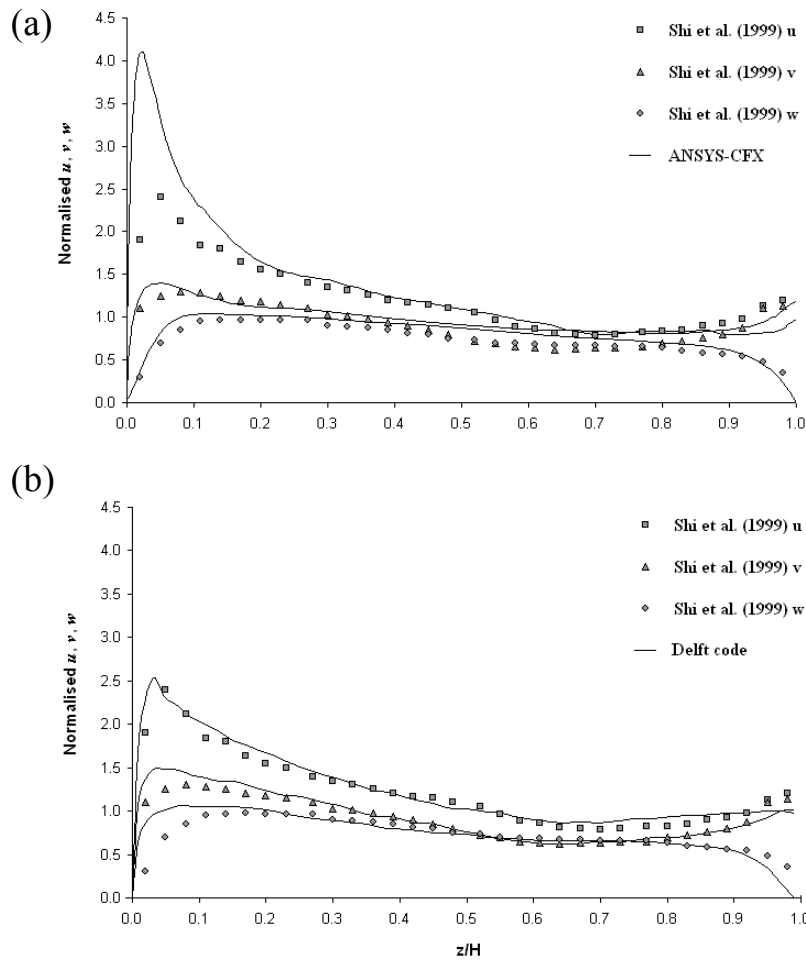 (a)
4.5
4.0
3.5
3.0
2.5
2.0
1.5
1.0
0.5
0.0
Normalised u, v, w
Shi et al. (1999) u
Shi et al. (1999) v
Shi et al. (1999) w
ANSYS-CFX
0.0 0.1 0.2 0.3 0.4 0.5 0.6 0.7 0.8 0.9 1.0
(b)
4.5
4.0
3.5
3.0
2.5
2.0
1.5
1.0
0.5
0.0
Normalised u, v, w
Shi et al. (1999) u
Shi et al. (1999) v
Shi et al. (1999) w
Delft code
0.0 0.1 0.2 0.3 0.4 0.5 0.6 0.7 0.8 0.9 1.0
z/H